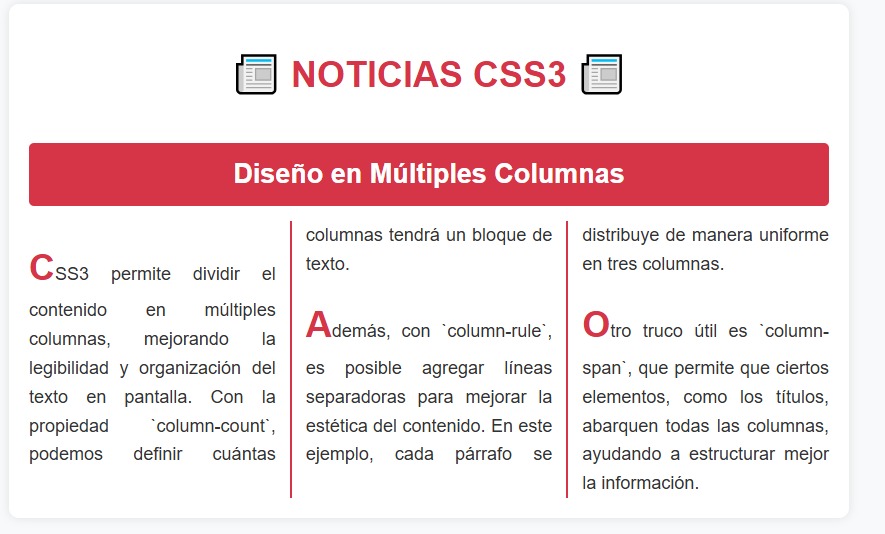 NOTICIAS CSS3
Diseño en Múltiples Columnas
CSS3 permite dividir el
contenido en múltiples
columnas, mejorando la
legibilidad y organización del
texto en pantalla. Con la
propiedad `column-count`,
podemos definir cuántas
columnas tendrá un bloque de
texto.
Además, con `column-rule`,
es posible agregar líneas
separadoras para mejorar la
estética del contenido. En este
ejemplo, cada párrafo se
distribuye de manera uniforme
en tres columnas.
Otro truco útil es `column-
span`, que permite que ciertos
elementos, como los títulos,
abarquen todas las columnas,
ayudando a estructurar mejor
la información.